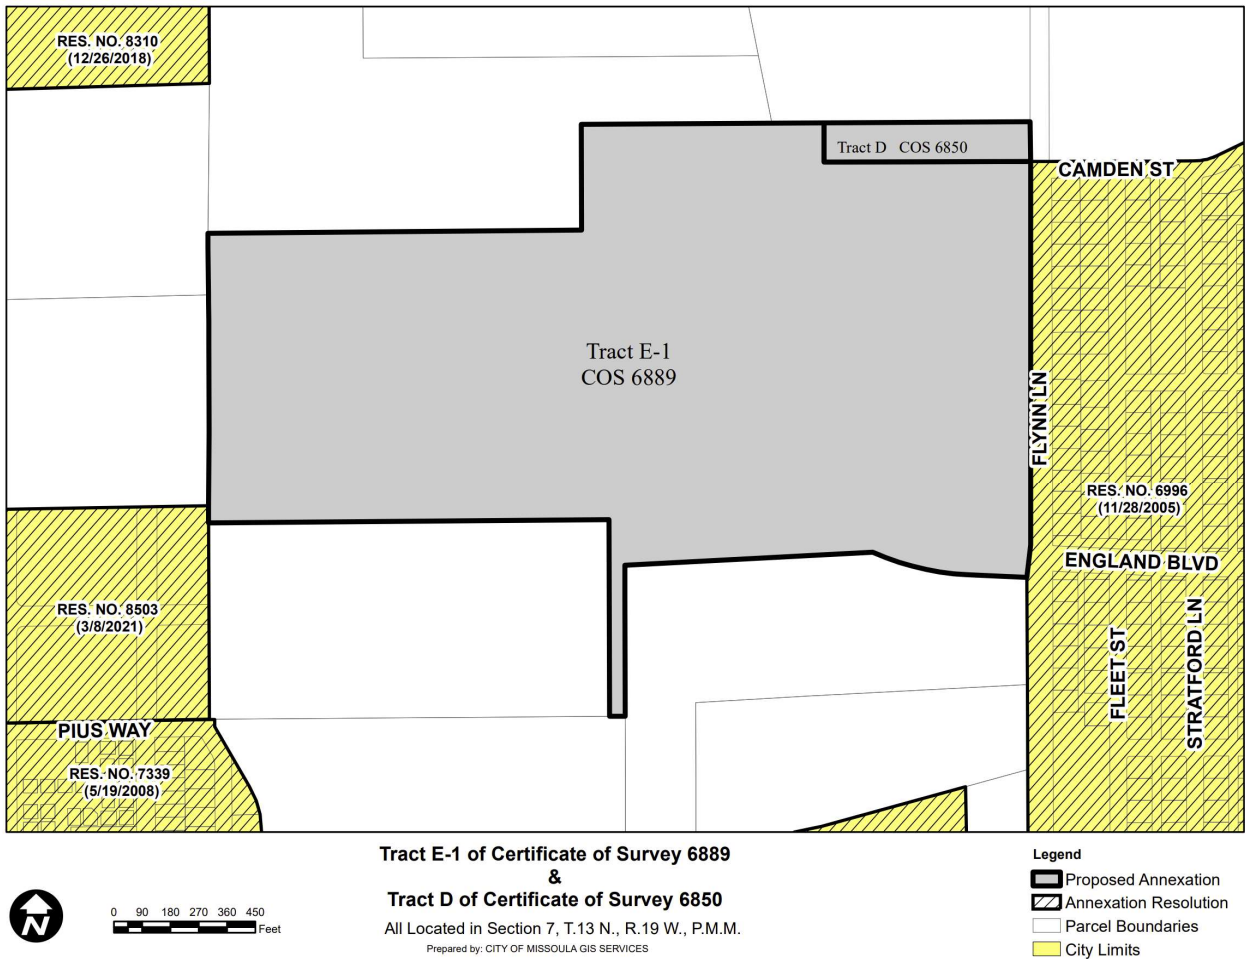 RES. NO. 8310
(12/26/2018)
Tract D COS 6850
CAMDEN ST
Tract E-1
COS 6889
FLYNN LN
RES. NO. 6996
(11/28/2005)
ENGLAND BLVD
RES. NO. 8503
(3/8/2021)
FLEET ST
STRATFORD LN
PIUS WAY
RES. NO. 7339
(5/19/2008)
Tract E-1 of Certificate of Survey 6889
&
Tract D of Certificate of Survey 6850
All Located in Section 7, T.13 N., R.19 W., P.M.M.
Prepared by: CITY OF MISSOULA GIS SERVICES
N
0 90 180 270 360 450
Feet
Legend
Proposed Annexation
Annexation Resolution
Parcel Boundaries
City Limits